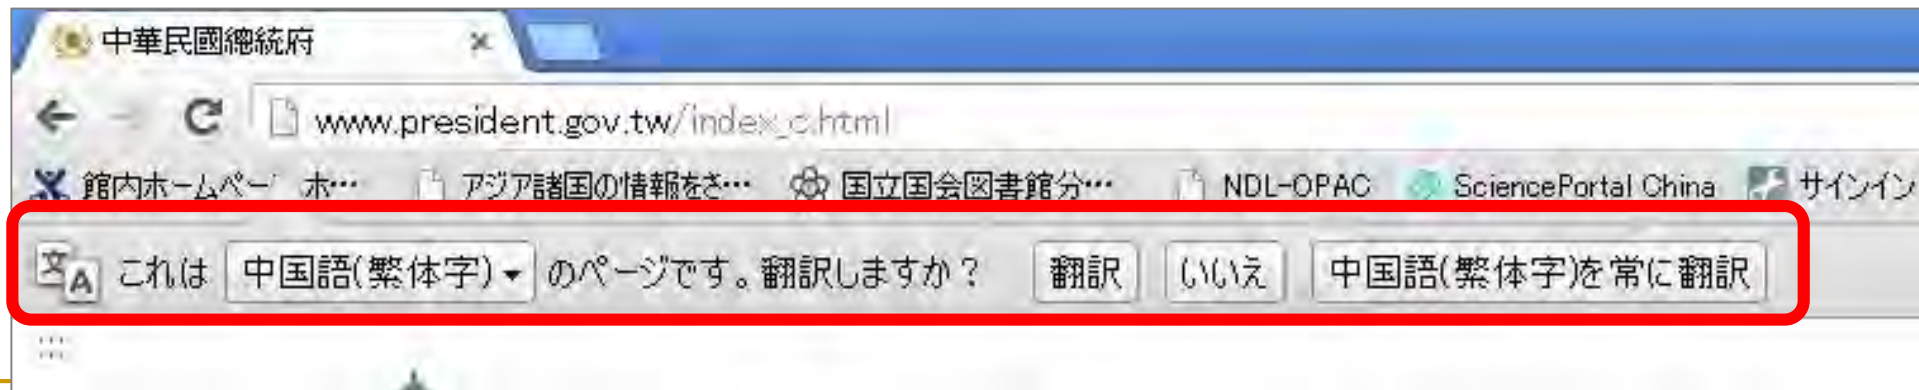 中華民國總統府
www.president.gov.tw/index_c.html
館内ホームページ ホ… アジア諸国の情報をさ… 国立国会図書館分… NDL-OPAC SciencePortal China サインイン
文A これは 中国語(繁体字) のページです。翻訳しますか? 翻訳 いいえ 中国語(繁体字)を常に翻訳